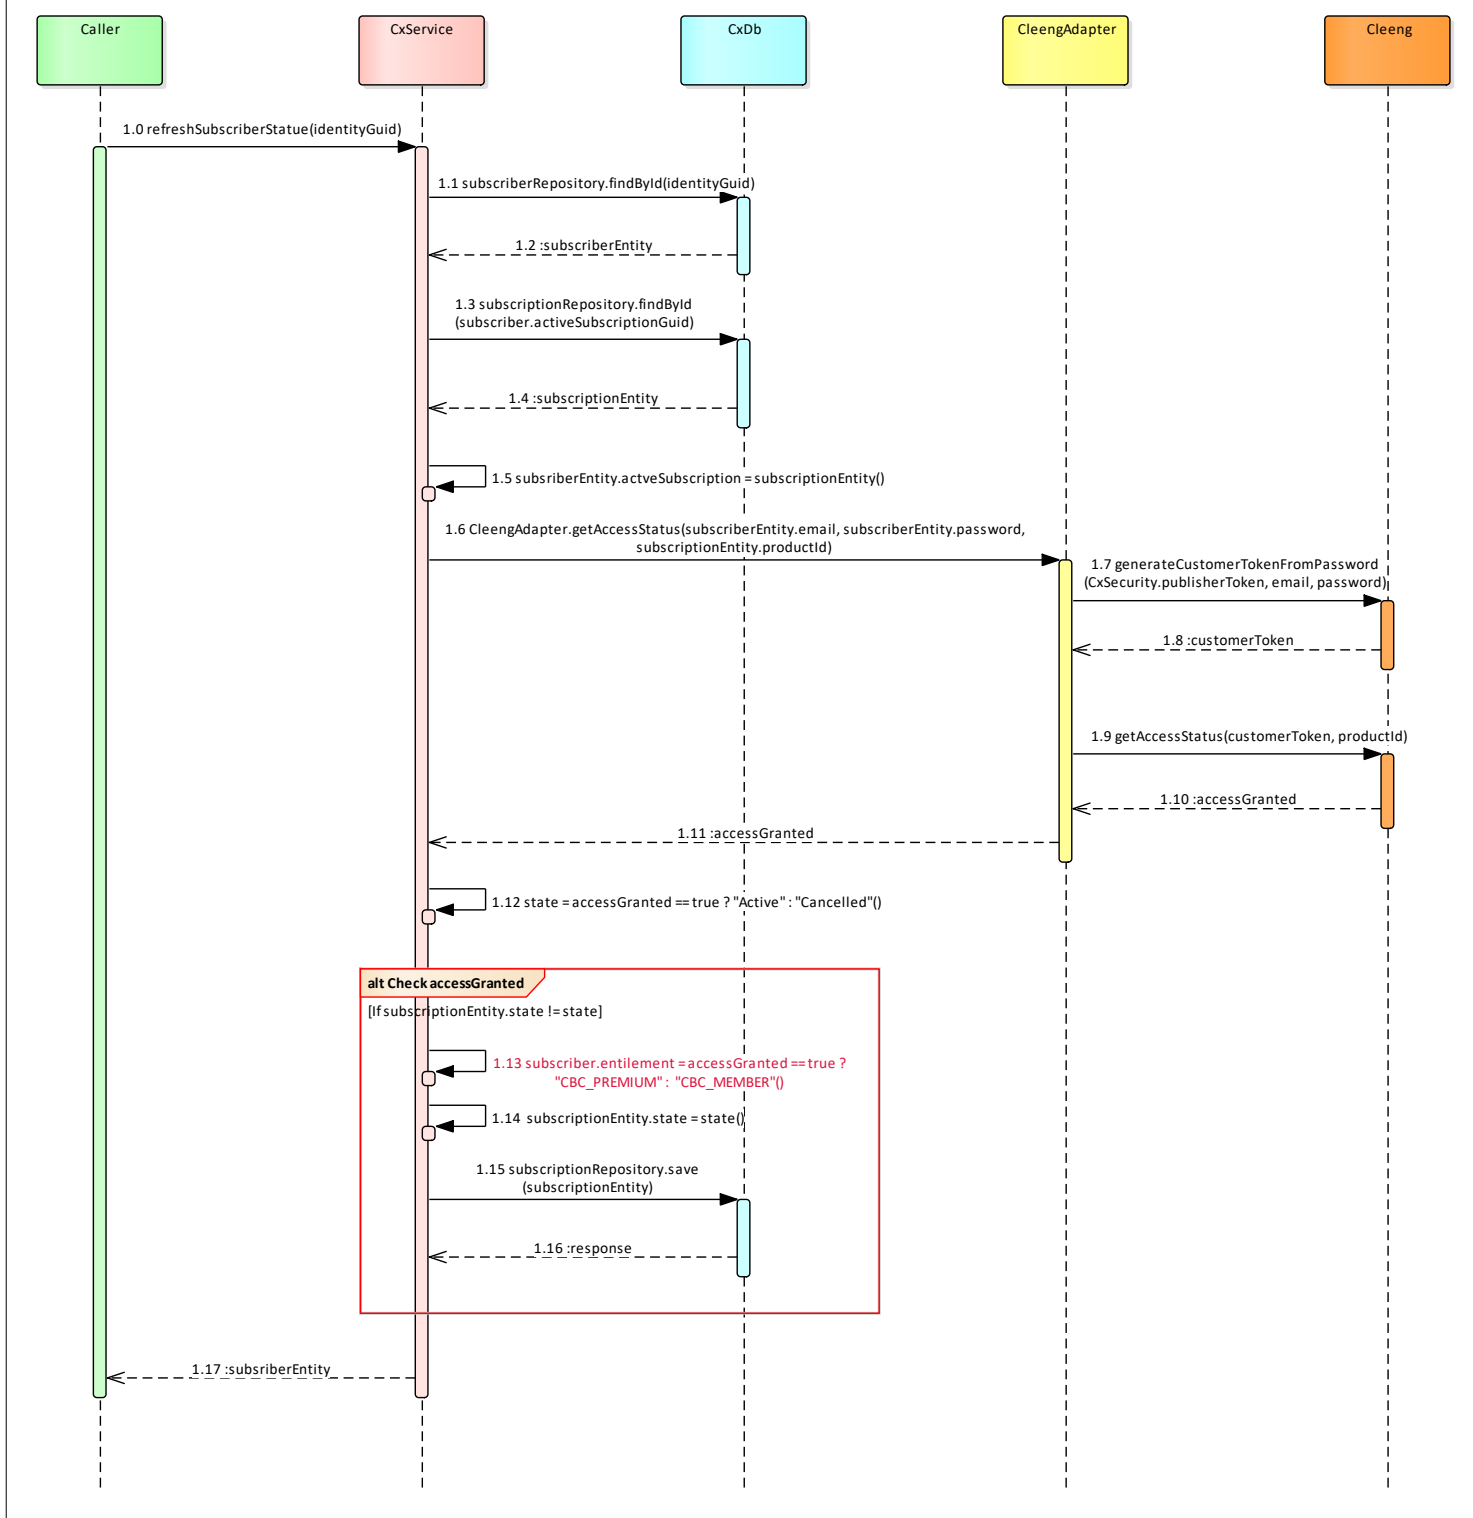 Caller
CxService
CxDb
CleengAdapter
Cleeng
1.0 refreshSubscriberStatue(identityGuid)
1.1 subscriberRepository.findById(identityGuid)
1.2 :subscriberEntity
1.3 subscriptionRepository.findById
(subscriber.activeSubscriptionGuid)
1.4 :subscriptionEntity
1.5 subsriberEntity.actveSubscription = subscriptionEntity()
1.6 CleengAdapter.getAccessStatus(subscriberEntity.email, subscriberEntity.password,
subscriptionEntity.productId)
1.7 generateCustomerTokenFromPassword
(CxSecurity.publisherToken, email, password)
1.8 :customerToken
1.9 getAccessStatus(customerToken, productId)
1.10 :accessGranted
1.11 :accessGranted
1.12 state = accessGranted == true ? "Active" : "Cancelled"()
alt Check accessGranted
[If subscriptionEntity.state != state]
1.13 subscriber.entilement = accessGranted == true ?
"CBC_PREMIUM" : "CBC_MEMBER"()
1.14 subscriptionEntity.state = state()
1.15 subscriptionRepository.save
(subscriptionEntity)
1.16 :response
1.17 :subsriberEntity